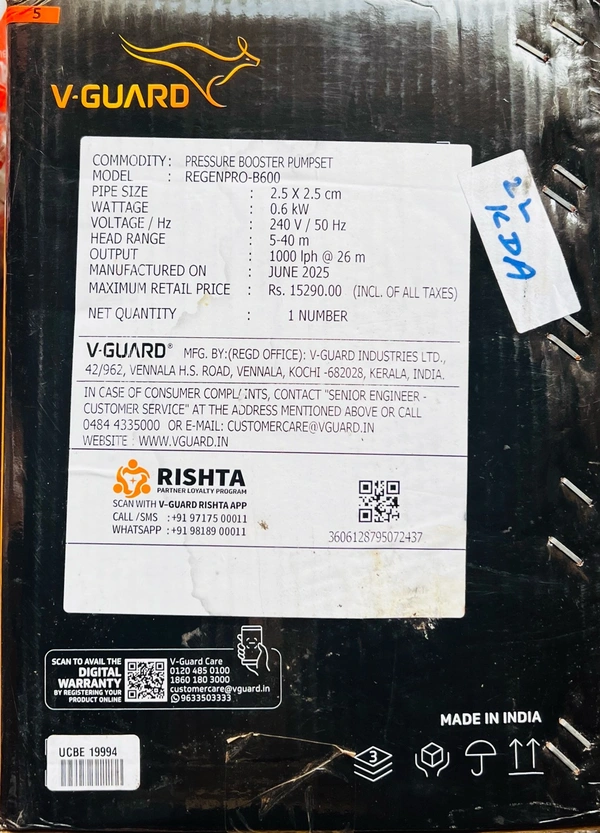 5
V-GUARD
COMMODITY : PRESSURE BOOSTER PUMPSET
MODEL : REGENPRO-B600
PIPE SIZE : 2.5 X 2.5 cm
WATTAGE : 0.6 kW
VOLTAGE / Hz : 240 V / 50 Hz
HEAD RANGE : 5-40 m
OUTPUT : 1000 lph @ 26 m
MANUFACTURED ON : JUNE 2025
MAXIMUM RETAIL PRICE : Rs. 15290.00 (INCL. OF ALL TAXES)
NET QUANTITY : 1 NUMBER
V-GUARD® MFG. BY:(REGD OFFICE): V-GUARD INDUSTRIES LTD.,
42/962, VENNALA H.S. ROAD, VENNALA, KOCHI -682028, KERALA, INDIA.
IN CASE OF CONSUMER COMPLAINTS, CONTACT "SENIOR ENGINEER -
CUSTOMER SERVICE" AT THE ADDRESS MENTIONED ABOVE OR CALL
0484 4335000 OR E-MAIL: CUSTOMERCARE@VGUARD.IN
WEBSITE : WWW.VGUARD.IN
RISHTA
PARTNER LOYALTY PROGRAM
SCAN WITH V-GUARD RISHTA APP
CALL /SMS : +91 97175 00011
WHATSAPP : +91 98189 00011
3606128795072437
SCAN TO AVAIL THE
DIGITAL
WARRANTY
BY REGISTERING YOUR
PRODUCT ONLINE
V-Guard Care
0120 485 0100
1860 180 3000
customercare@vguard.in
9633503333
MADE IN INDIA
UCBE 19994
3